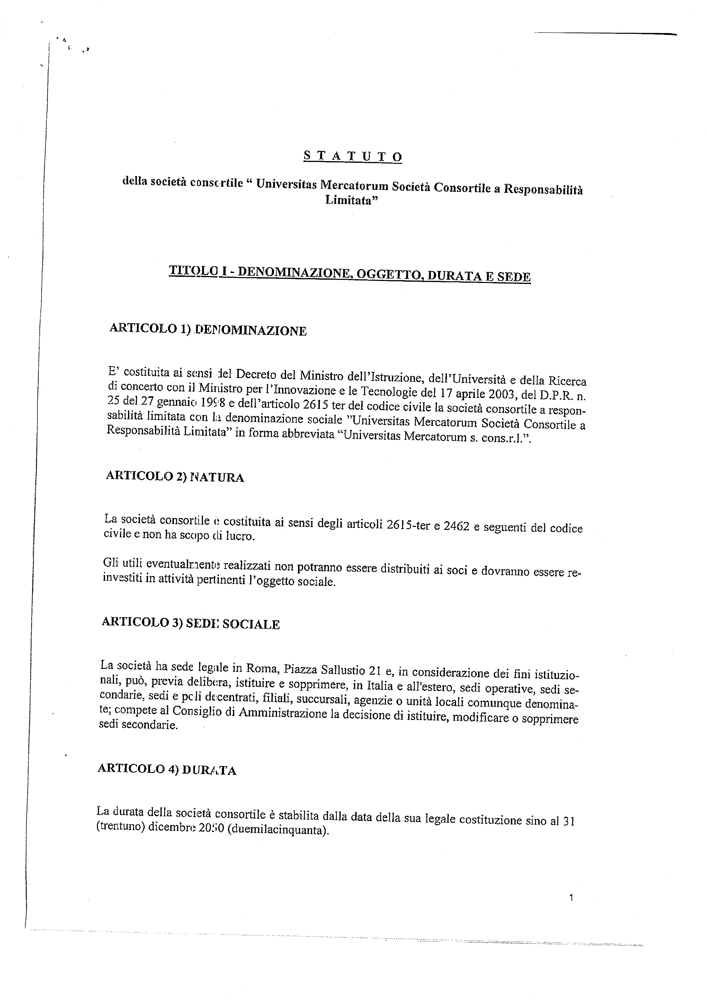 S T A T U T O
della società consortile “ Universitas Mercatorum Società Consortile a Responsabilità
Limitata”
TITOLO I - DENOMINAZIONE, OGGETTO, DURATA E SEDE
ARTICOLO 1) DENOMINAZIONE
E’ costituita ai sensi del Decreto del Ministro dell’Istruzione, dell’Università e della Ricerca
di concerto con il Ministro per l’Innovazione e le Tecnologie del 17 aprile 2003, del D.P.R. n.
25 del 27 gennaio 1998 e dell’articolo 2615 ter del codice civile la società consortile a respon-
sabilità limitata con la denominazione sociale ”Universitas Mercatorum Società Consortile a
Responsabilità Limitata” in forma abbreviata “Universitas Mercatorum s. cons.r.l.”.
ARTICOLO 2) NATURA
La società consortile è costituita ai sensi degli articoli 2615-ter e 2462 e seguenti del codice
civile e non ha scopo di lucro.
Gli utili eventualmente realizzati non potranno essere distribuiti ai soci e dovranno essere re-
investiti in attività pertinenti l’oggetto sociale.
ARTICOLO 3) SEDE SOCIALE
La società ha sede legale in Roma, Piazza Sallustio 21 e, in considerazione dei fini istituzio-
nali, può, previa delibera, istituire e sopprimere, in Italia e all'estero, sedi operative, sedi se-
condarie, sedi e poli decentrati, filiali, succursali, agenzie o unità locali comunque denomina-
te; compete al Consiglio di Amministrazione la decisione di istituire, modificare o sopprimere
sedi secondarie.
ARTICOLO 4) DURATA
La durata della società consortile è stabilita dalla data della sua legale costituzione sino al 31
(trentuno) dicembre 2050 (duemilacinquanta).
1